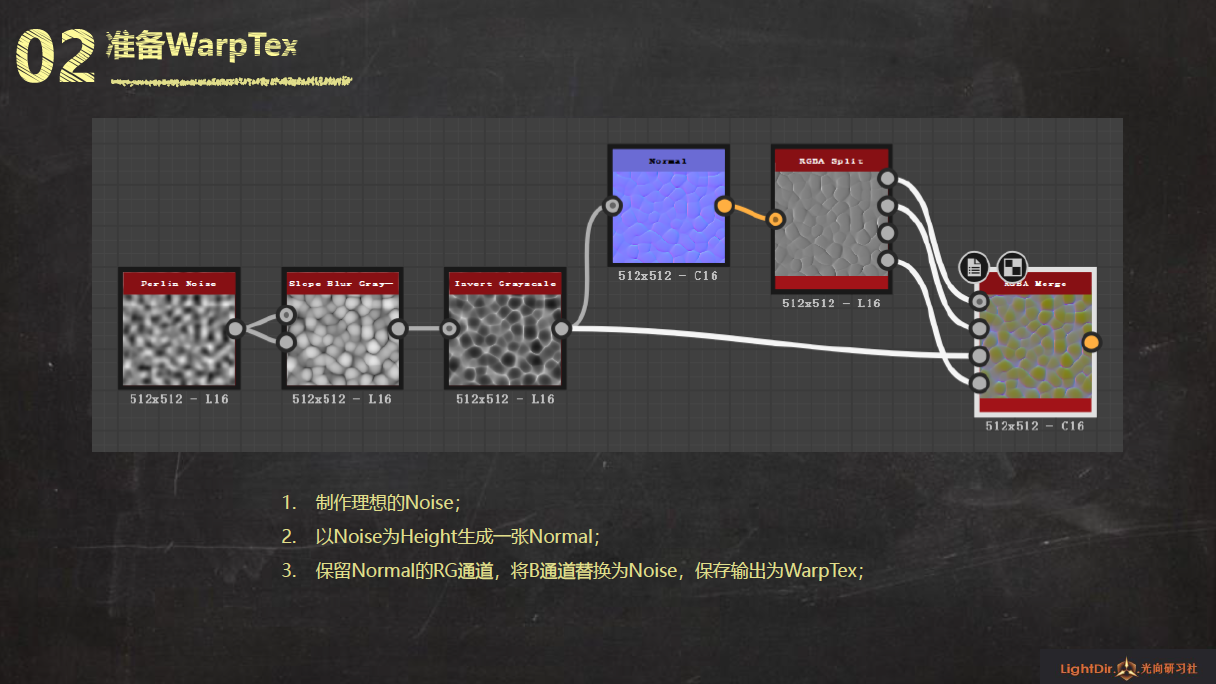 02 准备WarpTex
Normal
RGBA Split
512x512 - C16
Perlin Noise
Slope Blur Gray—
Invert Grayscale
512x512 - L16
RGBA Merge
512x512 - L16
512x512 - L16
512x512 - L16
512x512 - C16
1. 制作理想的Noise；
2. 以Noise为Height生成一张Normal；
3. 保留Normal的RG通道，将B通道替换为Noise，保存输出为WarpTex；
LightDir.光向研习社